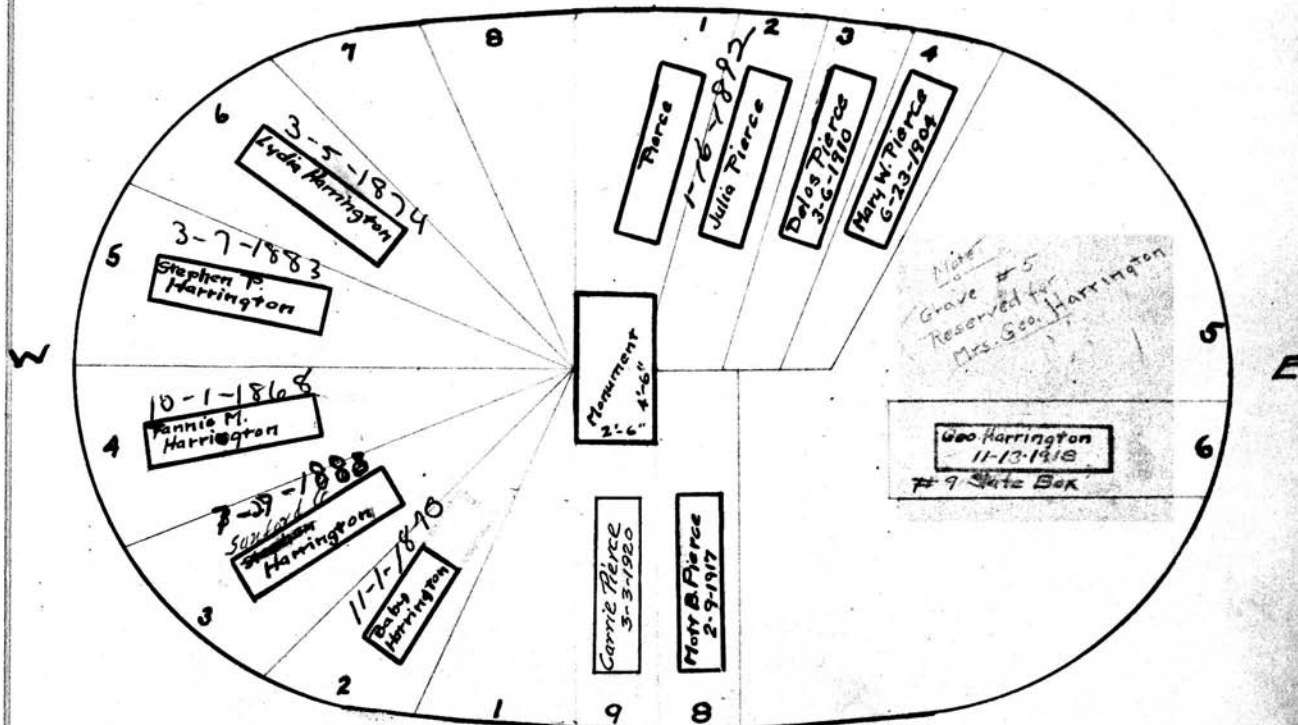 7
8
1
2
3
4
6
5
W
4
3
2
1
9
8
5
E
6
Pierce
1-16-1892
Julia Pierce
Delos Pierce
3-6-1910
Mary W. Pierce
6-23-1904
3-5-1874
Lydia Harrington
3-7-1883
Stephen P.
Harrington
10-1-1868
Fannie M.
Harrington
-29-188
Harrington
11-1-18
Baby
Harrington
Monument
2'-6" 4'-6"
Carrie Pierce
3-3-1920
Mott B. Pierce
2-9-1917
Note:
Grave # 5
Reserved for
Mrs. Geo. Harrington
Geo. Harrington
11-13-1918
# 9 Slate Box